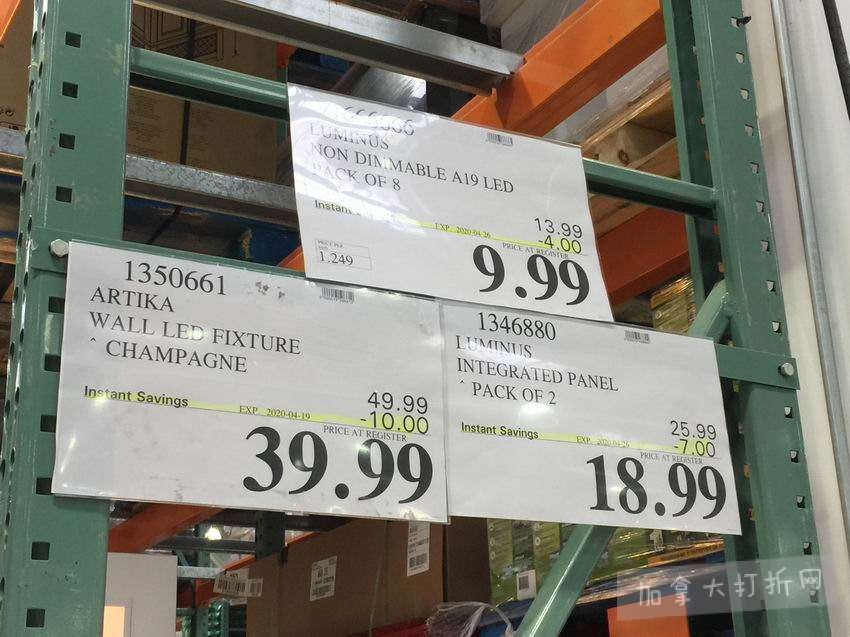 LUMINUS
NON DIMMABLE A19 LED
PACK OF 8
Instant
13.99
EXP 2020-04-26 -4.00
PRICE AT REGISTER
PRICE PER
1.249
9.99
1350661
ARTIKA
WALL LED FIXTURE
^ CHAMPAGNE
Instant Savings 49.99
EXP 2020-04-19 -10.00
PRICE AT REGISTER
39.99
1346880
LUMINUS
INTEGRATED PANEL
^ PACK OF 2
Instant Savings 25.99
EXP 2020-04-26 -7.00
PRICE AT REGISTER
18.99
加拿大打折网